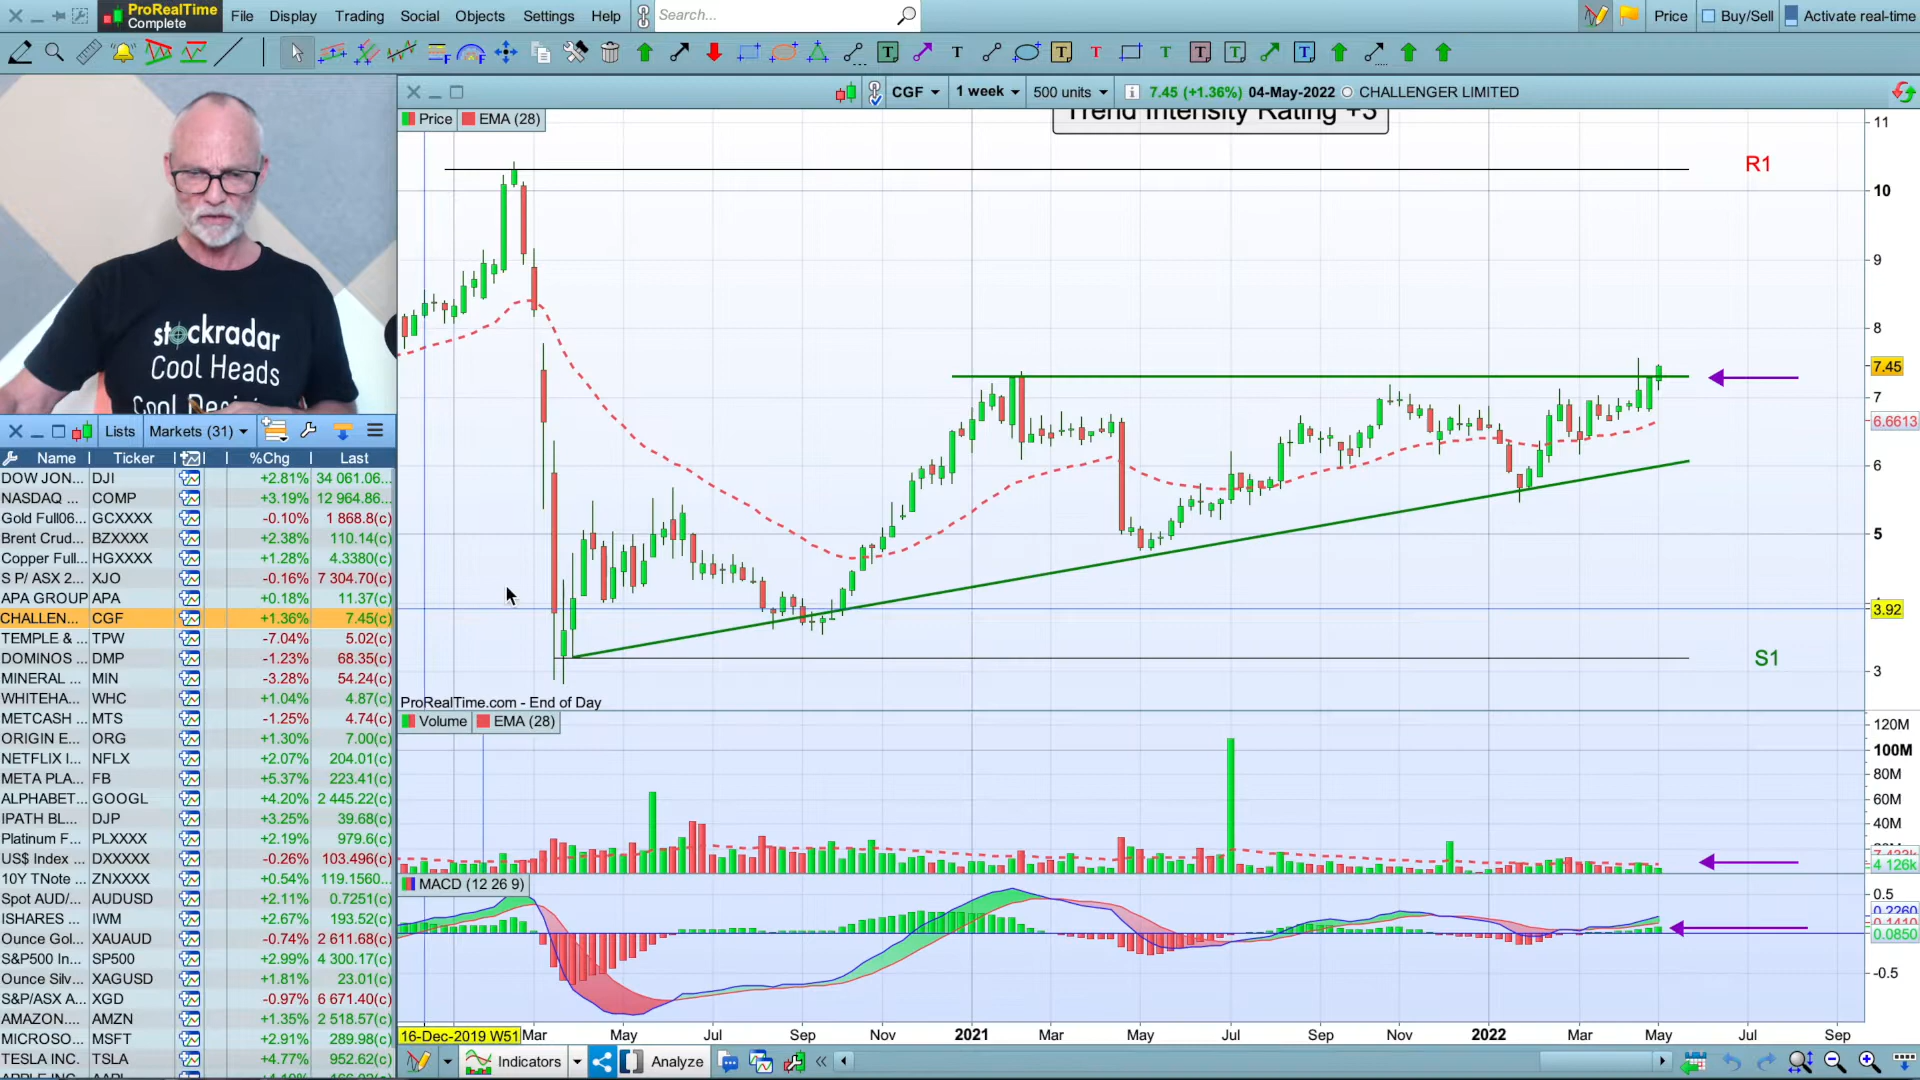 ProRealTime
Complete
File Display Trading Social Objects Settings Help
Search...
Price Buy/Sell Activate real-time
CGF 1 week 500 units 7.45 (+1.36%) 04-May-2022 CHALLENGER LIMITED
Price EMA (28)
Trend Intensity Rating +3
R1
S1
11
10
9
8
7.45
7
6.6613
6
5
3.92
3
ProRealTime.com - End of Day
Volume EMA (28)
120M
100M
80M
60M
40M
4 126k
MACD (12 26 9)
0.5
0.2260
0.1410
0.0850
-0.5
16-Dec-2019 W51 Mar May Jul Sep Nov 2021 Mar May Jul Sep Nov 2022 Mar May Jul Sep
Indicators Analyze
stockradar
Cool Heads
Cool Decis
Lists Markets (31)
Name Ticker %Chg Last
DOW JON... DJI +2.81% 34 061.06...
NASDAQ ... COMP +3.19% 12 964.86...
Gold Full06... GCXXXX -0.10% 1 868.8(c)
Brent Crud... BZXXXX +2.38% 110.14(c)
Copper Full... HGXXXX +1.28% 4.3380(c)
S P/ ASX 2... XJO -0.16% 7 304.70(c)
APA GROUP APA +0.18% 11.37(c)
CHALLEN... CGF +1.36% 7.45(c)
TEMPLE & ... TPW -7.04% 5.02(c)
DOMINOS ... DMP -1.23% 68.35(c)
MINERAL ... MIN -3.28% 54.24(c)
WHITEHA... WHC +1.04% 4.87(c)
METCASH ... MTS -1.25% 4.74(c)
ORIGIN E... ORG +1.30% 7.00(c)
NETFLIX I... NFLX +2.07% 204.01(c)
META PLA... FB +5.37% 223.41(c)
ALPHABET... GOOGL +4.20% 2 445.22(c)
IPATH BL... DJP +3.25% 39.68(c)
Platinum F... PLXXXX +2.19% 979.6(c)
US$ Index ... DXXXXX -0.26% 103.496(c)
10Y TNote ... ZNXXXX +0.54% 119.1560...
Spot AUD/... AUDUSD +2.11% 0.7251(c)
ISHARES ... IWM +2.67% 193.52(c)
Ounce Gol... XAUAUD -0.74% 2 611.68(c)
S&P500 In... SP500 +2.99% 4 300.17(c)
Ounce Silv... XAGUSD +1.81% 23.01(c)
S&P/ASX A... XGD -0.97% 6 671.40(c)
AMAZON.... AMZN +1.35% 2 518.57(c)
MICROSO... MSFT +2.91% 289.98(c)
TESLA INC. TSLA +4.77% 952.62(c)